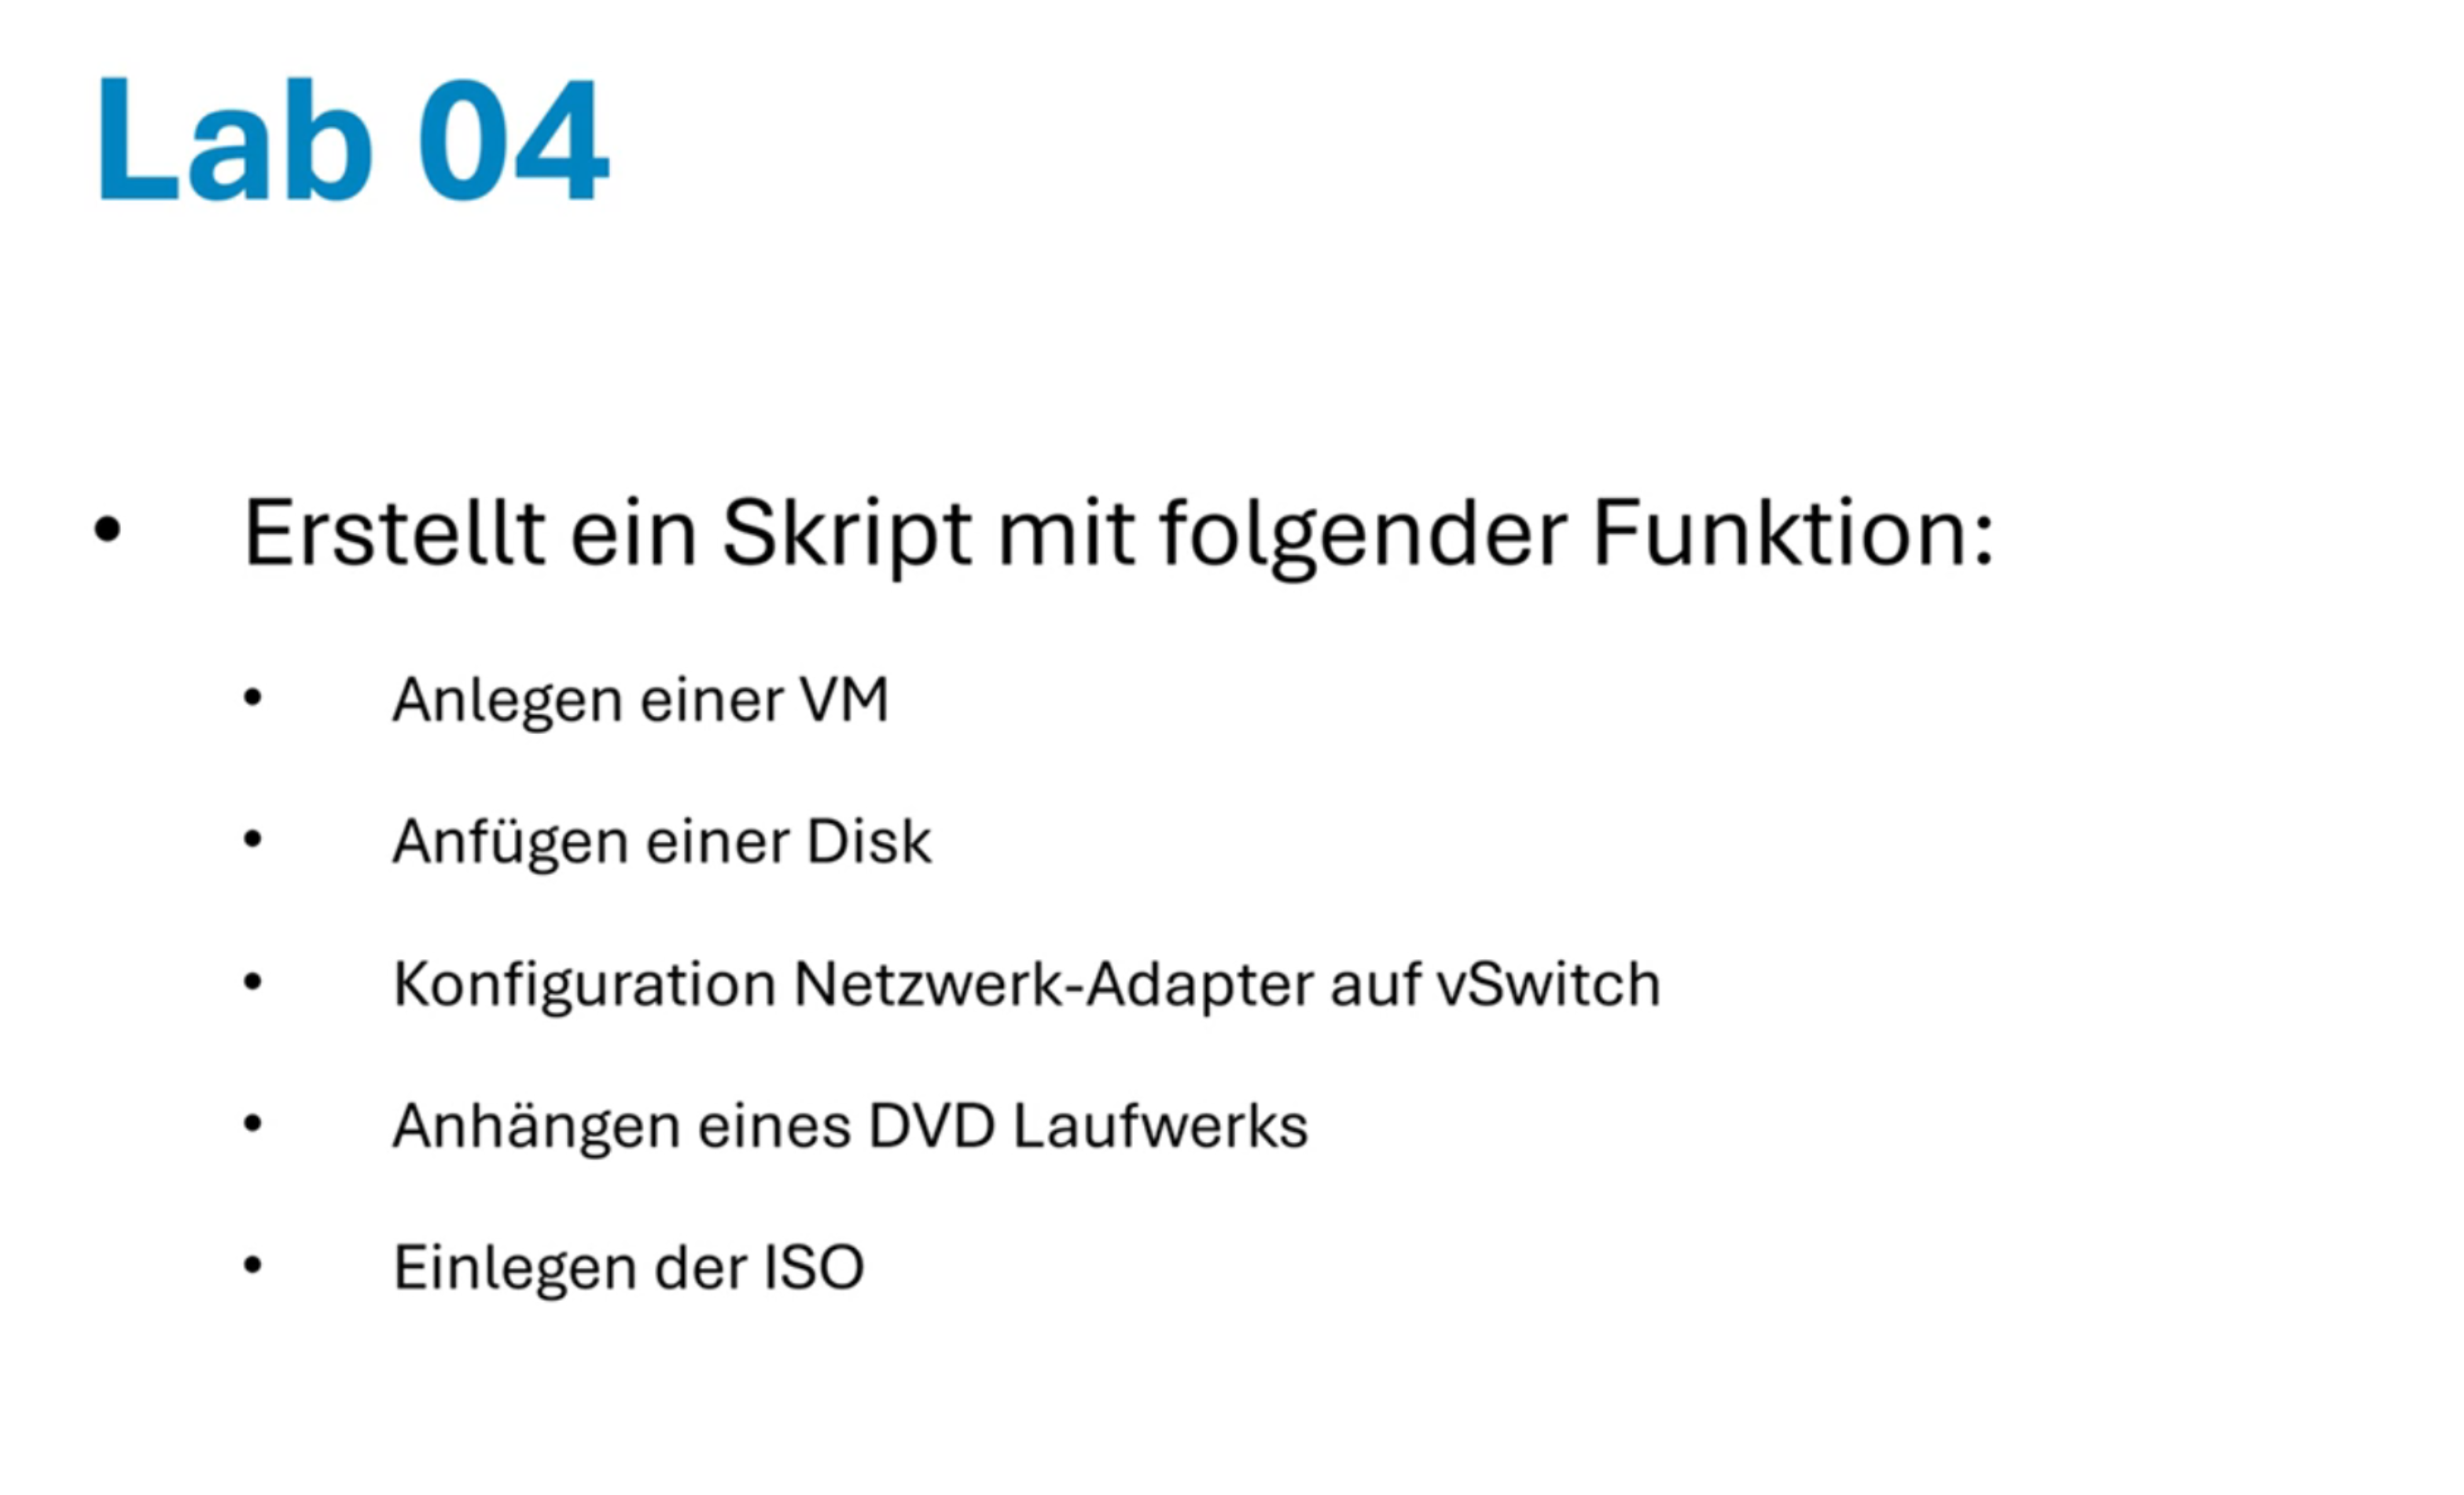 Lab 04
• Erstellt ein Skript mit folgender Funktion:
• Anlegen einer VM
• Anfügen einer Disk
• Konfiguration Netzwerk-Adapter auf vSwitch
• Anhängen eines DVD Laufwerks
• Einlegen der ISO